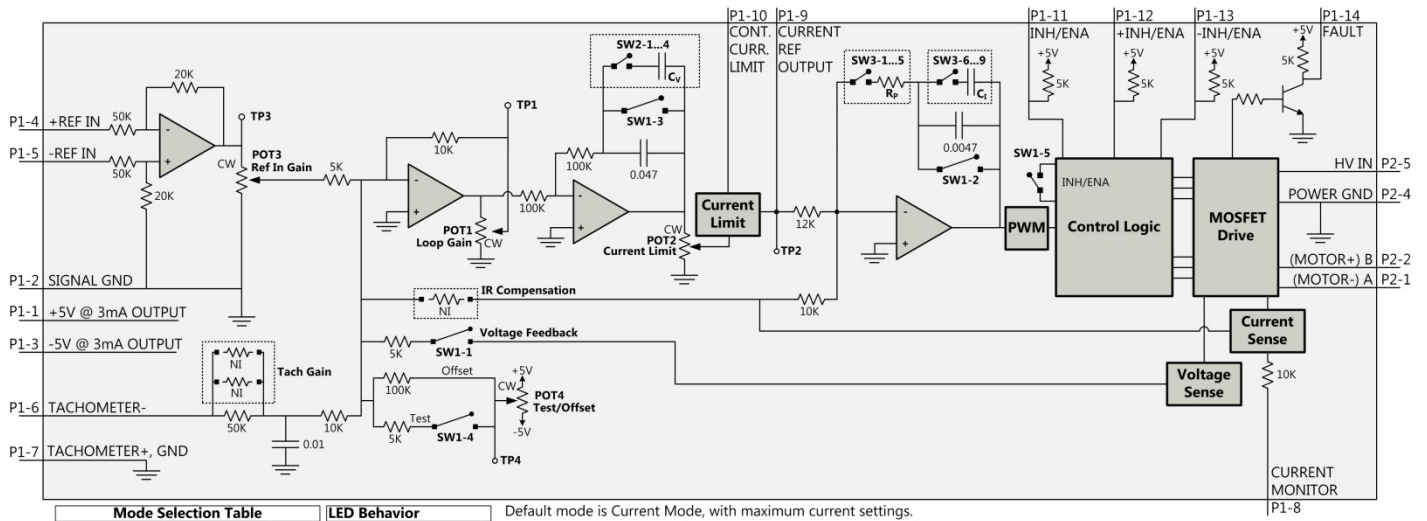 P1-10
CONT.
CURR.
LIMIT
P1-9
CURRENT
REF
OUTPUT
P1-11
INH/ENA
P1-12
+INH/ENA
P1-13
-INH/ENA
P1-14
FAULT
+5V
5K
+5V
5K
+5V
5K
+5V
5K
SW2-1...4
CV
SW1-3
0.047
100K
SW3-1...5
RP
SW3-6...9
CI
0.0047
SW1-2
20K
P1-4 +REF IN
50K
-
+
TP3
P1-5 -REF IN
50K
20K
CW
POT3
Ref In Gain
5K
TP1
10K
-
+
CW
POT1
Loop Gain
100K
-
+
CW
POT2
Current Limit
Current
Limit
TP2
12K
-
+
PWM
SW1-5
INH/ENA
Control Logic
MOSFET
Drive
HV IN P2-5
POWER GND P2-4
(MOTOR+) B P2-2
(MOTOR-) A P2-1
P1-2 SIGNAL GND
P1-1 +5V @ 3mA OUTPUT
P1-3 -5V @ 3mA OUTPUT
IR Compensation
NI
10K
Voltage Feedback
5K
SW1-1
Current
Sense
Voltage
Sense
10K
NI
NI
Tach Gain
P1-6 TACHOMETER-
50K
10K
0.01
Offset
100K
Test
5K
SW1-4
TP4
+5V
CW
POT4
Test/Offset
-5V
P1-7 TACHOMETER+, GND
CURRENT
MONITOR
P1-8
Mode Selection Table
LED Behavior
Default mode is Current Mode, with maximum current settings.